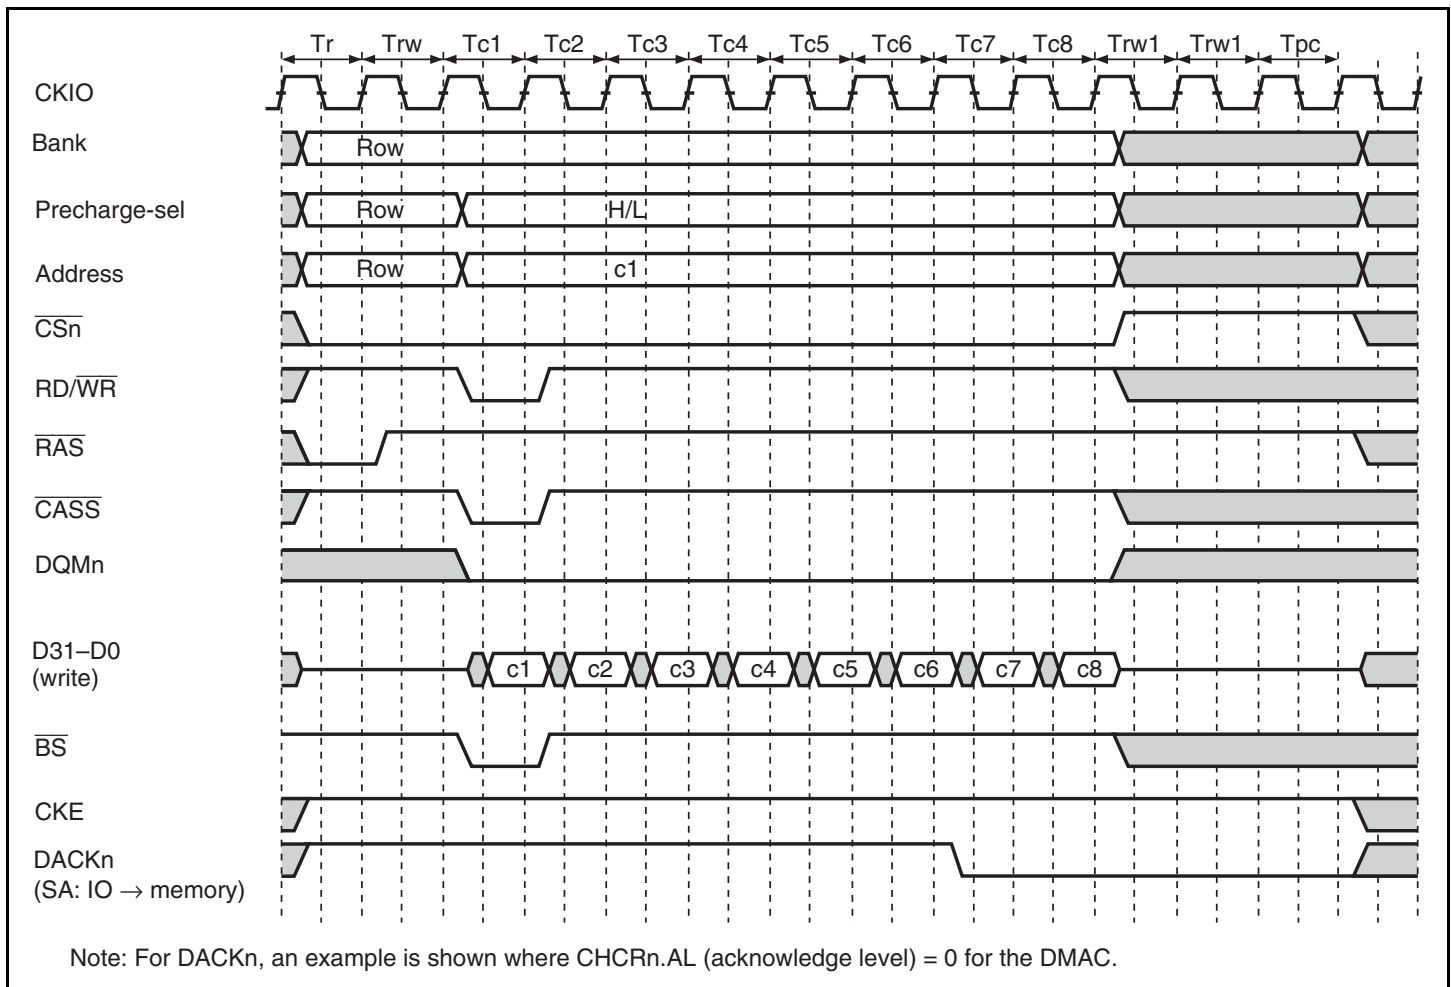 Tr Trw Tc1 Tc2 Tc3 Tc4 Tc5 Tc6 Tc7 Tc8 Trw1 Trw1 Tpc
CKIO
Bank Row
Precharge-sel Row H/L
Address Row c1
CSn
RD/WR
RAS
CASS
DQMn
D31–D0
(write) c1 c2 c3 c4 c5 c6 c7 c8
BS
CKE
DACKn
(SA: IO → memory)
Note: For DACKn, an example is shown where CHCRn.AL (acknowledge level) = 0 for the DMAC.